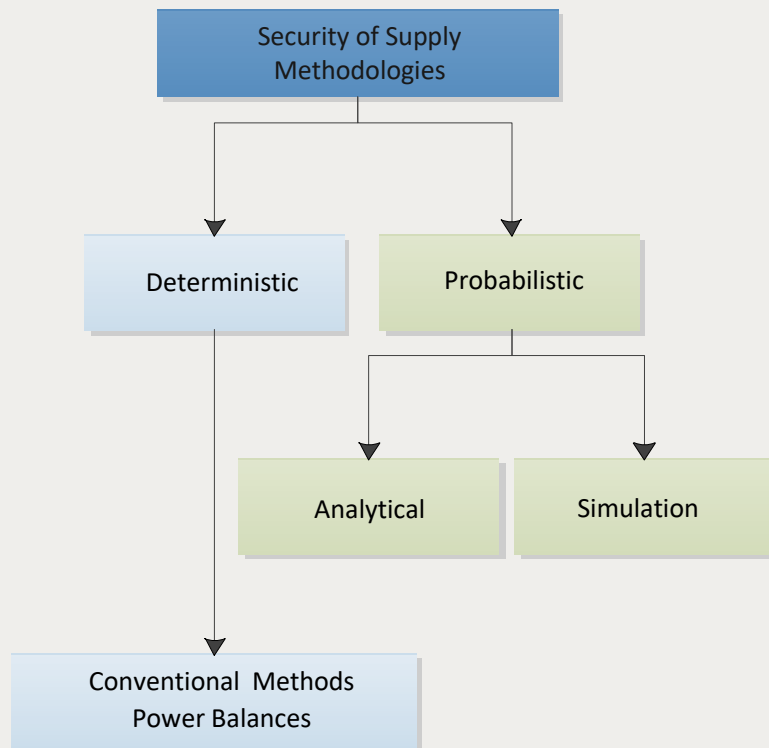 Security of Supply
Methodologies
Deterministic
Probabilistic
Analytical
Simulation
Conventional Methods
Power Balances